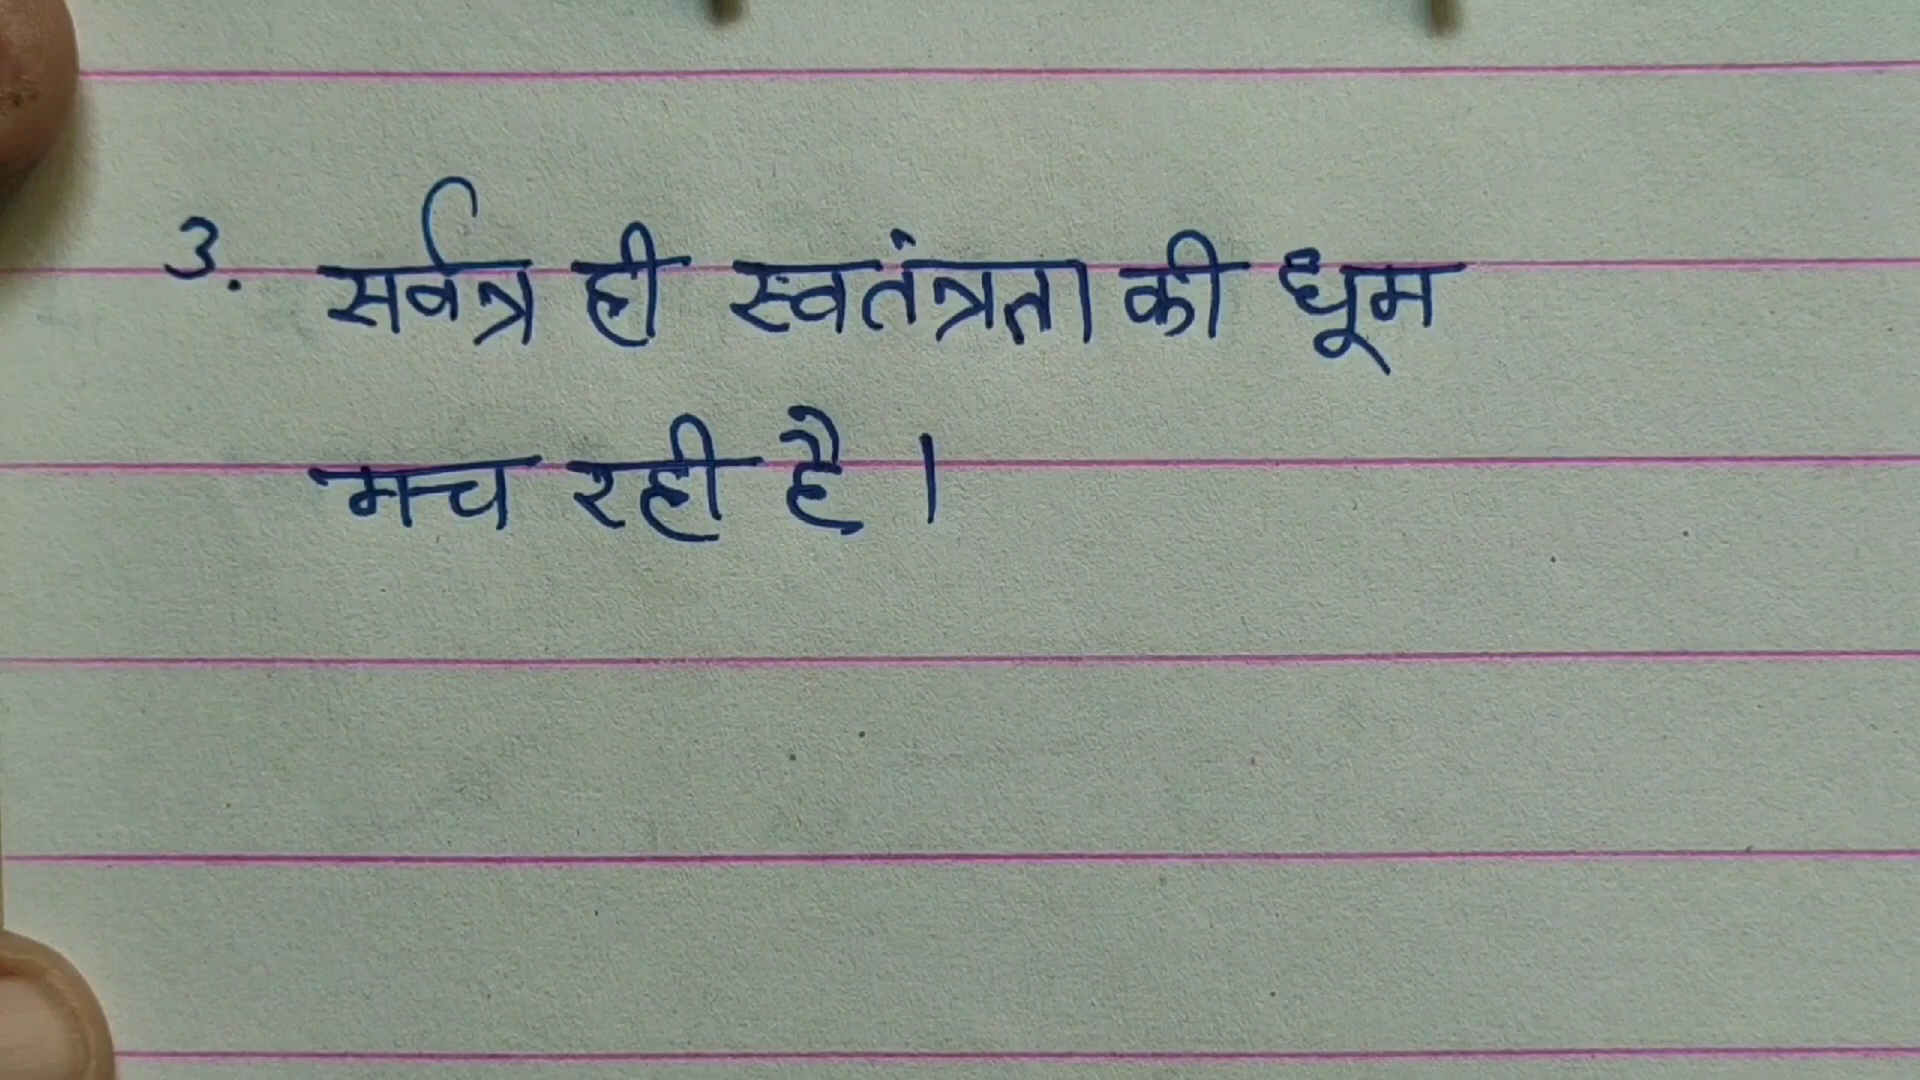 3. सर्वत्र ही स्वतंत्रता की धूम
मच रही है ।